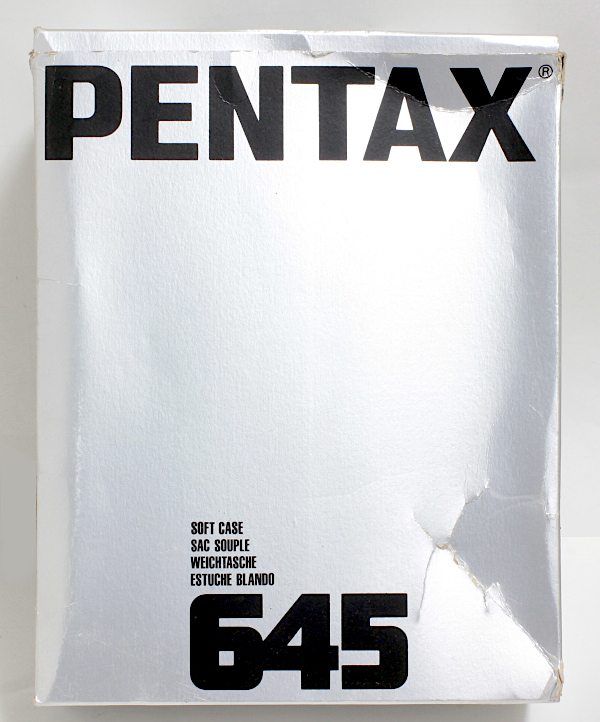 PENTAX®
SOFT CASE
SAC SOUPLE
WEICHTASCHE
ESTUCHE BLANDO
645